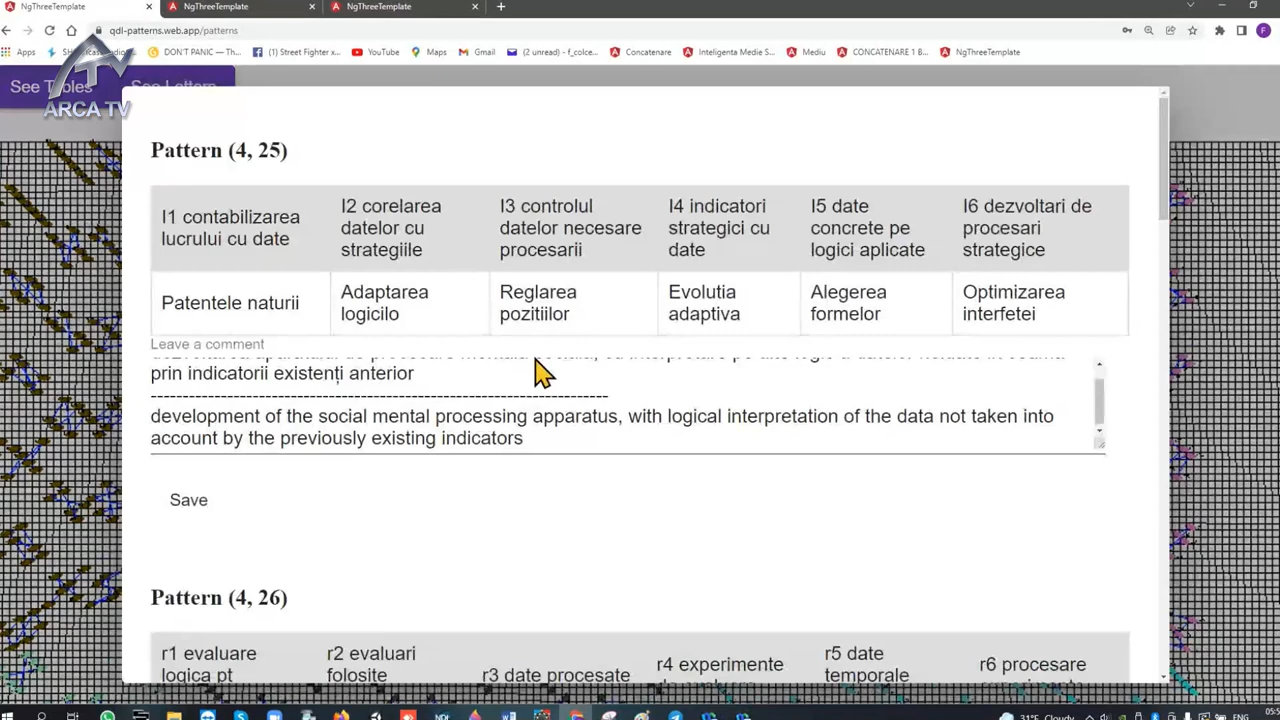 NgThreeTemplate
NgThreeTemplate
NgThreeTemplate
qdl-patterns.web.app/patterns
Apps
DON'T PANIC — Th...
(1) Street Fighter x...
YouTube
Maps
Gmail
(2 unread) - f_colce...
Concatenare
Inteligenta Medie S...
Mediu
CONCATENARE 1 B...
NgThreeTemplate
See Tables
ARCA TV
Pattern (4, 25)
I1 contabilizarea lucrului cu date
I2 corelarea datelor cu strategiile
I3 controlul datelor necesare procesarii
I4 indicatori strategici cu date
I5 date concrete pe logici aplicate
I6 dezvoltari de procesari strategice
Patentele naturii
Adaptarea logicilo
Reglarea pozitiilor
Evolutia adaptiva
Alegerea formelor
Optimizarea interfetei
Leave a comment
prin indicatorii existenți anterior
----------------------------------------------------------------------------
development of the social mental processing apparatus, with logical interpretation of the data not taken into
account by the previously existing indicators
Save
Pattern (4, 26)
r1 evaluare logica pt
r2 evaluari folosite
r3 date procesate
r4 experimente
r5 date temporale
r6 procesare
31°F Cloudy
ENG